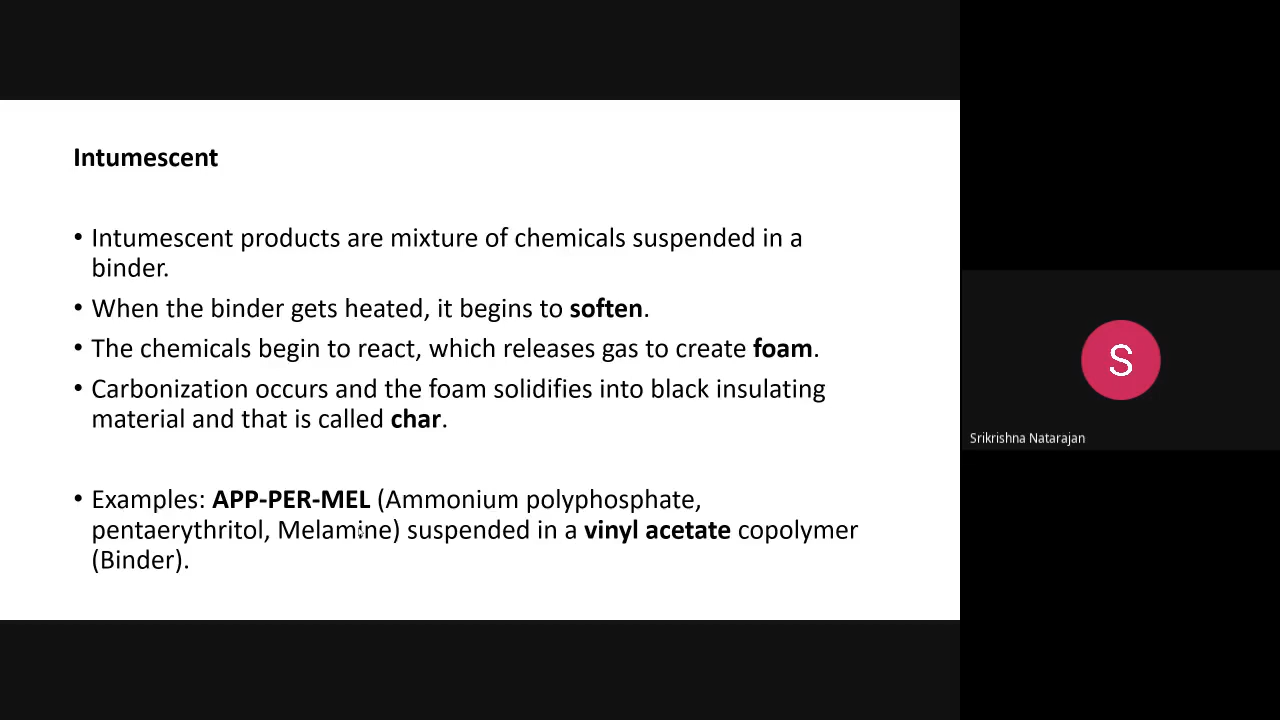 Intumescent
• Intumescent products are mixture of chemicals suspended in a
binder.
• When the binder gets heated, it begins to soften.
• The chemicals begin to react, which releases gas to create foam.
• Carbonization occurs and the foam solidifies into black insulating
material and that is called char.
• Examples: APP-PER-MEL (Ammonium polyphosphate,
pentaerythritol, Melamine) suspended in a vinyl acetate copolymer
(Binder).
S
Srikrishna Natarajan